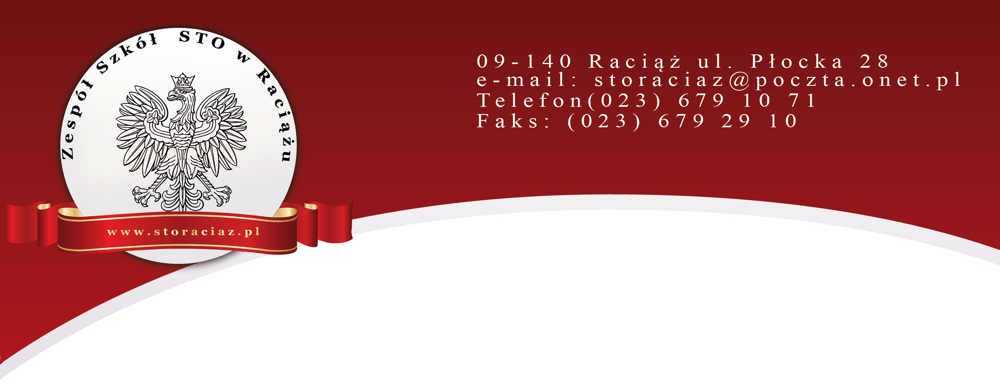 Zespół Szkół STO w Raciążu
www.storaciaz.pl
09-140 Raciąż ul. Płocka 28
e-mail: storaciaz@poczta.onet.pl
Telefon(023) 679 10 71
Faks: (023) 679 29 10